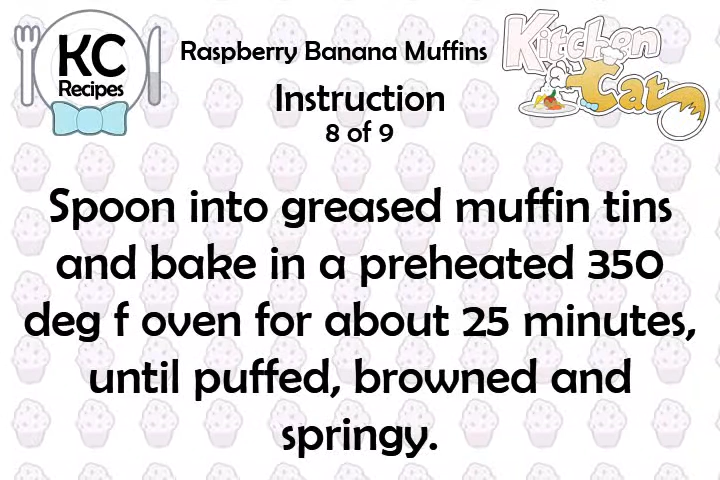 KC
Recipes
Raspberry Banana Muffins
Kitchen
Cat
Instruction
8 of 9
Spoon into greased muffin tins
and bake in a preheated 350
deg f oven for about 25 minutes,
until puffed, browned and
springy.